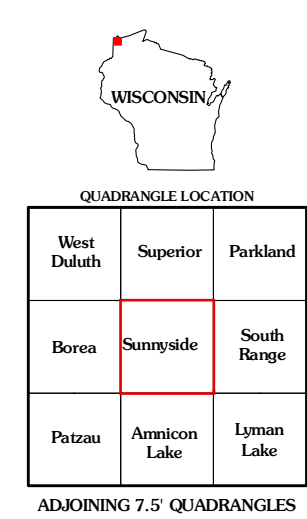 WISCONSIN
QUADRANGLE LOCATION
West
Duluth
Superior
Parkland
Borea
Sunnyside
South
Range
Patzau
Amnicon
Lake
Lyman
Lake
ADJOINING 7.5' QUADRANGLES